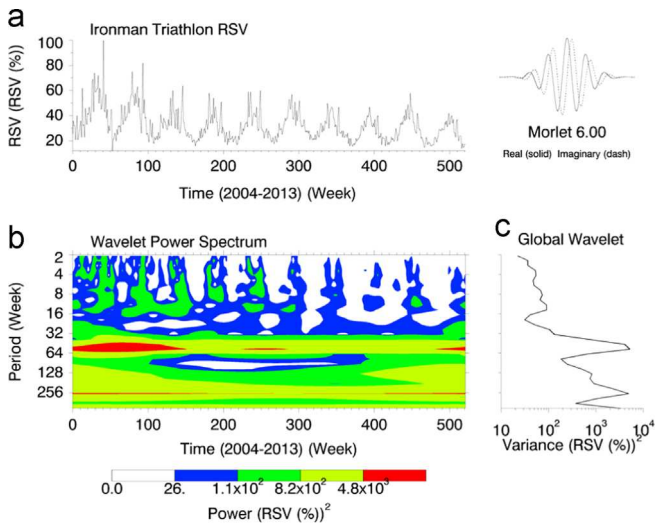 a
Ironman Triathlon RSV
RSV (RSV (%))
100
80
60
40
20
0 100 200 300 400 500
Time (2004-2013) (Week)
Morlet 6.00
Real (solid) Imaginary (dash)
b
Wavelet Power Spectrum
Period (Week)
2
4
8
16
32
64
128
256
0 100 200 300 400 500
Time (2004-2013) (Week)
0.0 26. 1.1x10² 8.2x10² 4.8x10³
Power (RSV (%))²
c
Global Wavelet
10 10² 10³ 10⁴
Variance (RSV (%))²